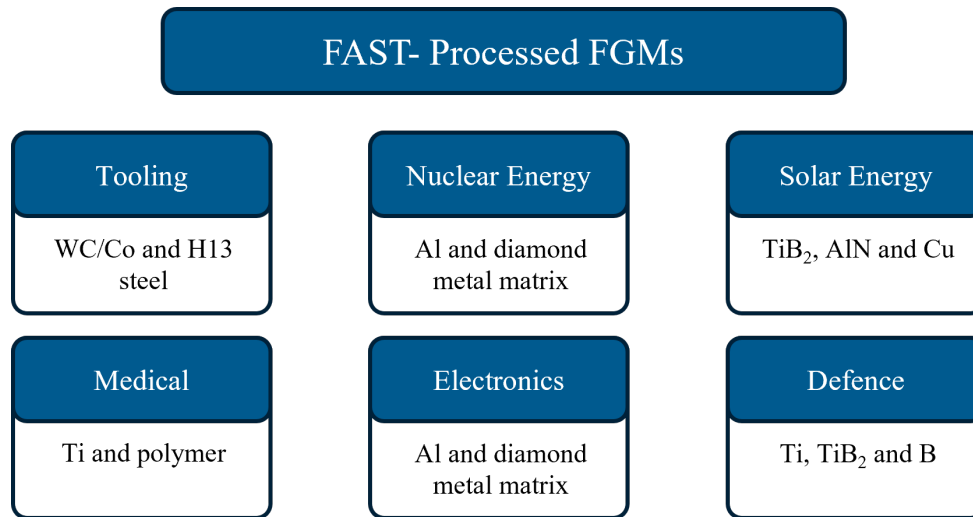 FAST- Processed FGMs
Tooling
WC/Co and H13
steel
Nuclear Energy
Al and diamond
metal matrix
Solar Energy
TiB₂, AlN and Cu
Medical
Ti and polymer
Electronics
Al and diamond
metal matrix
Defence
Ti, TiB₂ and B